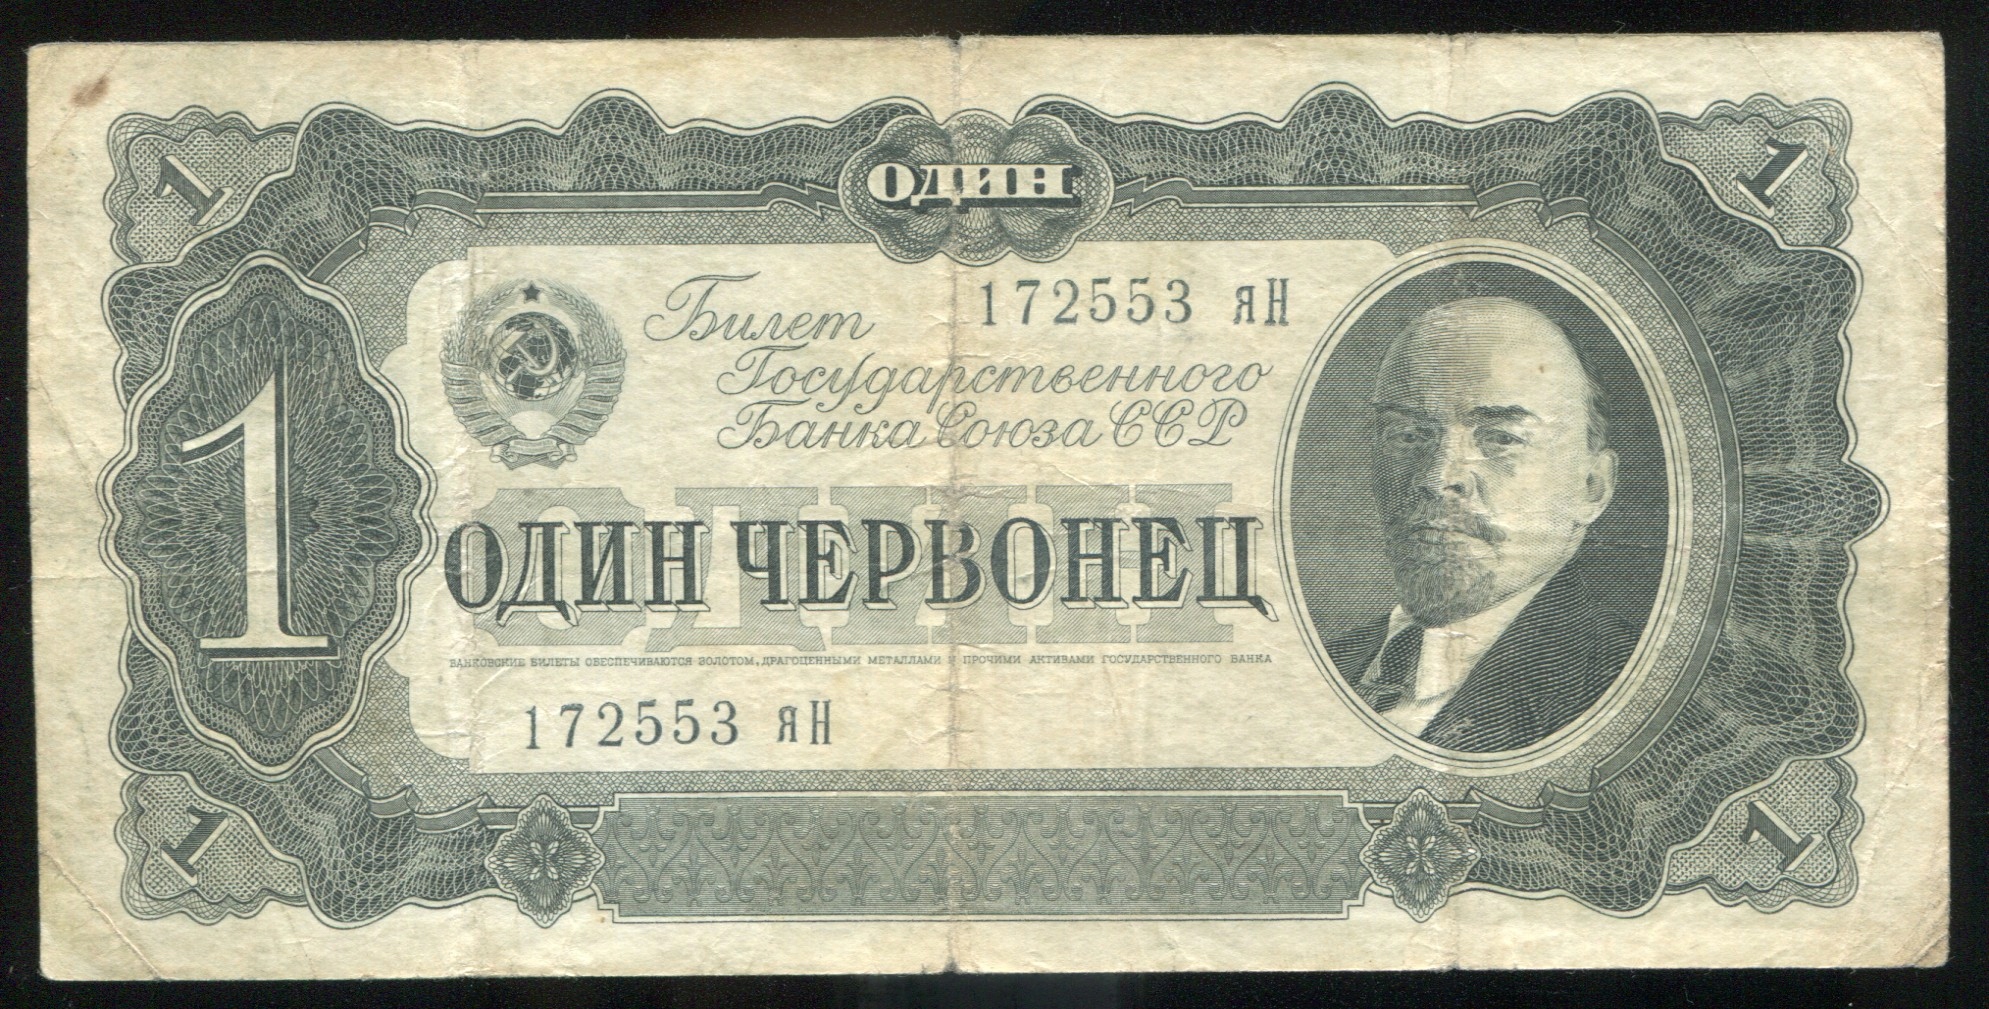 1
1
ОДИН
Билет
172553 яН
Государственного
Банка Союза ССР
1
ОДИН
ОДИН ЧЕРВОНЕЦ
БАНКОВСКИЕ БИЛЕТЫ ОБЕСПЕЧИВАЮТСЯ ЗОЛОТОМ, ДРАГОЦЕННЫМИ МЕТАЛЛАМИ И ПРОЧИМИ АКТИВАМИ ГОСУДАРСТВЕННОГО БАНКА
172553 яН
1
1